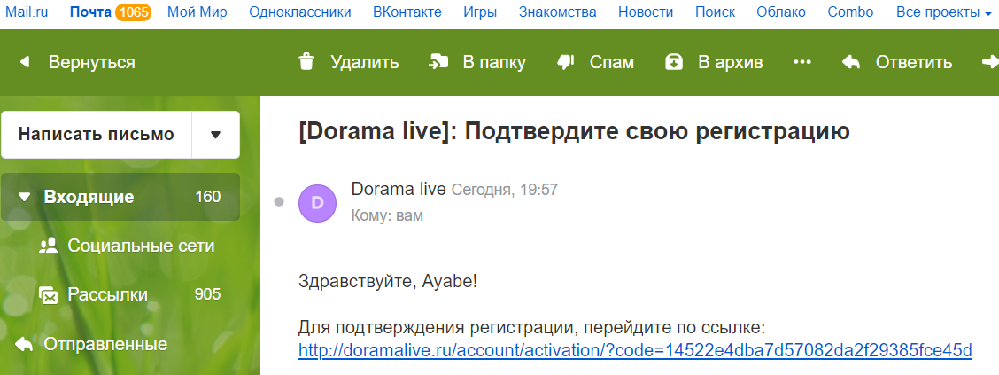 Mail.ru Почта 1065 Мой Мир Одноклассники ВКонтакте Игры Знакомства Новости Поиск Облако Combo Все проекты
Вернуться Удалить В папку Спам В архив ••• Ответить
Написать письмо
[Dorama live]: Подтвердите свою регистрацию
Входящие 160
D
Dorama live Сегодня, 19:57
Кому: вам
Социальные сети
Рассылки 905
Отправленные
Здравствуйте, Ayabe!
Для подтверждения регистрации, перейдите по ссылке:
http://doramalive.ru/account/activation/?code=14522e4dba7d57082da2f29385fce45d